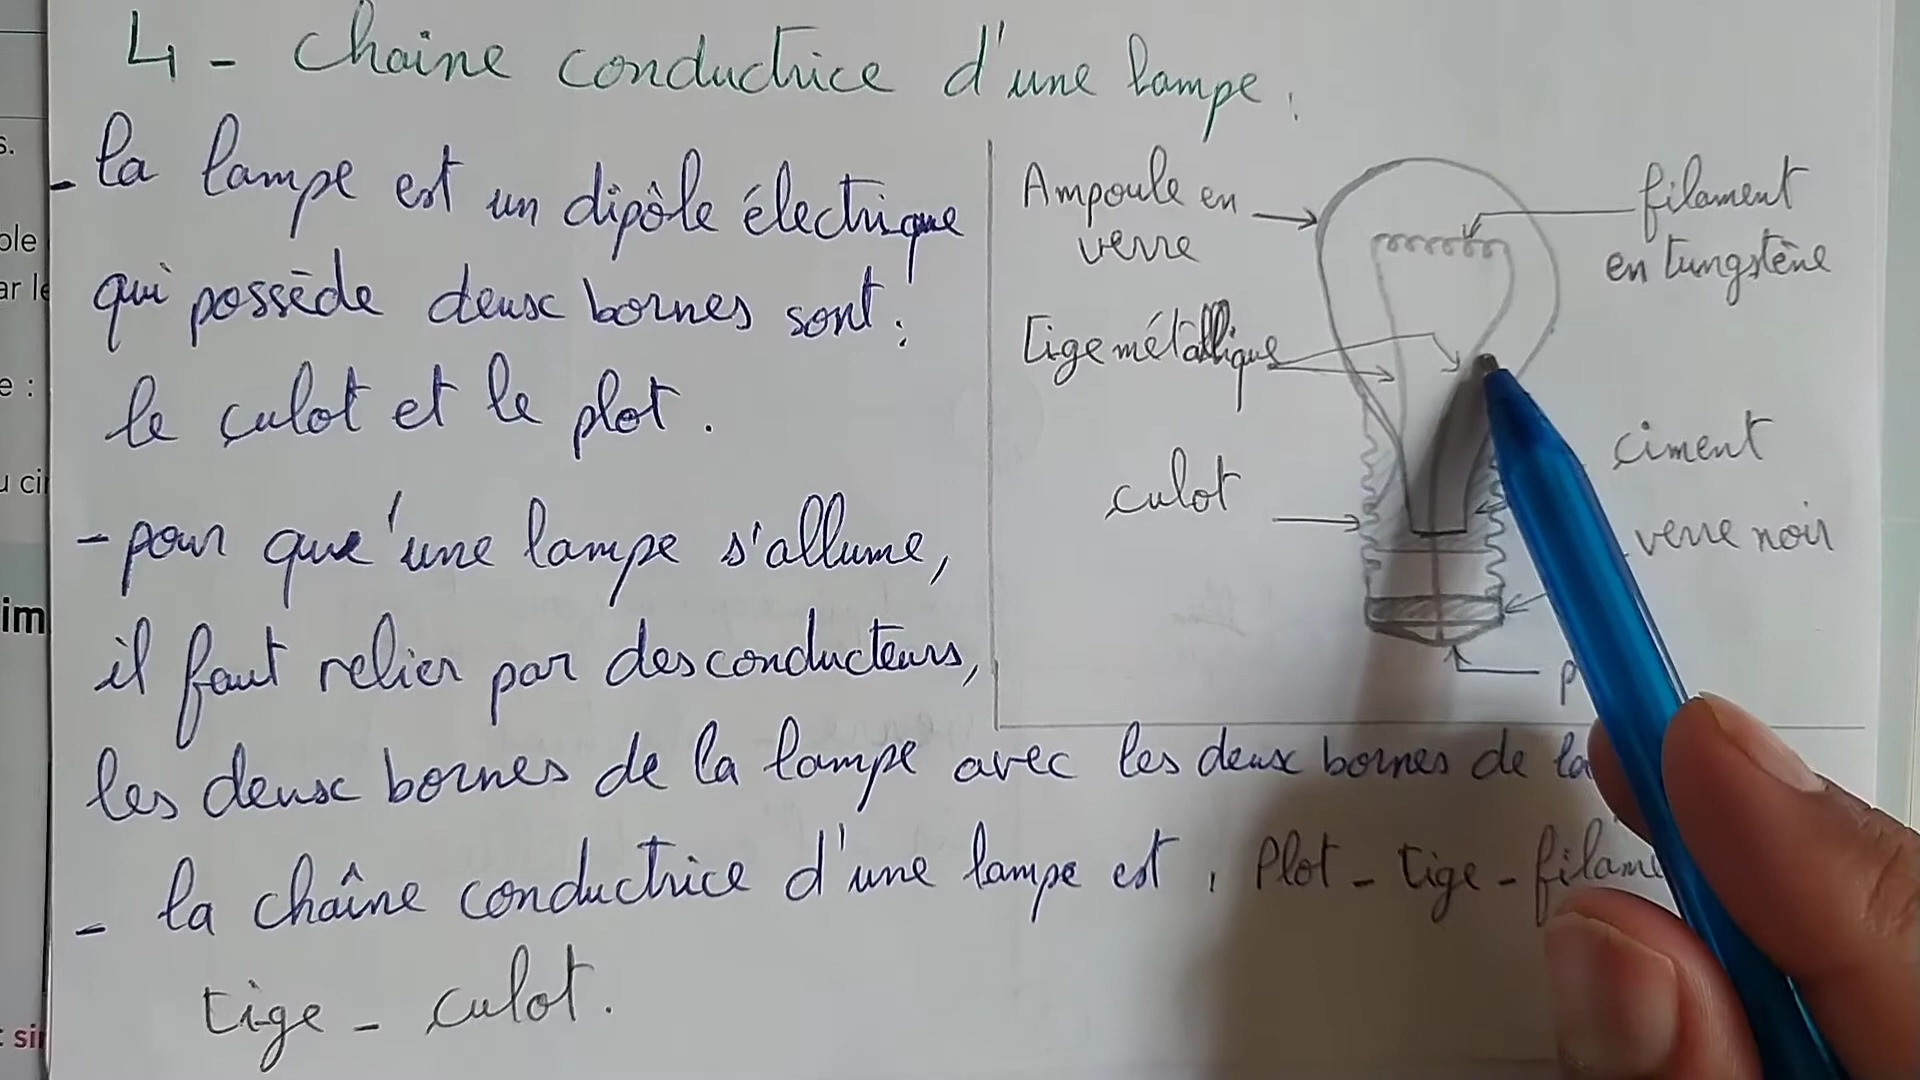 4 - Chaine conductrice d'une lampe.
- la lampe est un dipôle électrique
qui possède deux bornes sont :
le culot et le plot.
- pour que'une lampe s'allume,
il faut relier par des conducteurs,
les deux bornes de la lampe avec les deux bornes de la
- la chaîne conductrice d'une lampe est : Plot - tige -
tige - culot.
Ampoule en
verre
filament
en tungstène
Tige métallique
culot
ciment
verre noir
s.
e :
im